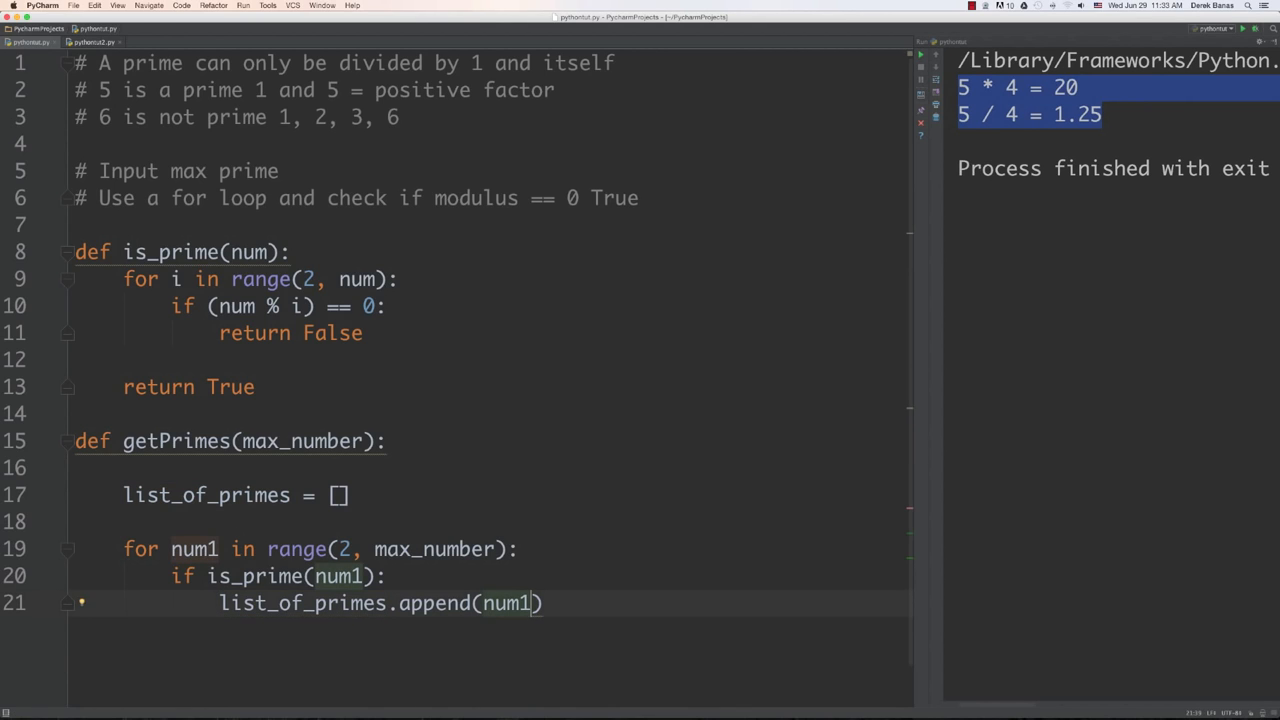 PyCharm File Edit View Navigate Code Refactor Run Tools VCS Window Help
10 Wed Jun 29 11:33 AM Derek Banas
pythontut.py - PyCharmProjects - [~/PycharmProjects]
PycharmProjects pythontut.py
pythontut
pythontut.py pythontut2.py
Run pythontut
1 # A prime can only be divided by 1 and itself
2 # 5 is a prime 1 and 5 = positive factor
3 # 6 is not prime 1, 2, 3, 6
4
5 # Input max prime
6 # Use a for loop and check if modulus == 0 True
7
8 def is_prime(num):
9 for i in range(2, num):
10 if (num % i) == 0:
11 return False
12
13 return True
14
15 def getPrimes(max_number):
16
17 list_of_primes = []
18
19 for num1 in range(2, max_number):
20 if is_prime(num1):
21 list_of_primes.append(num1)
/Library/Frameworks/Python.
5 * 4 = 20
5 / 4 = 1.25
Process finished with exit
LF≑ UTF-8≑